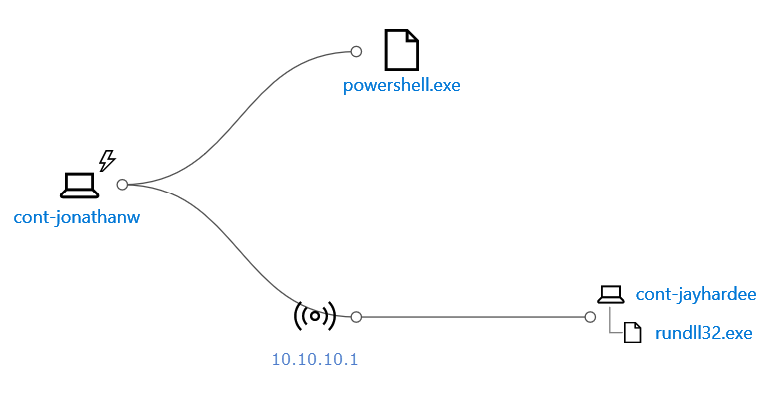 powershell.exe
cont-jonathanw
cont-jayhardee
rundll32.exe
10.10.10.1